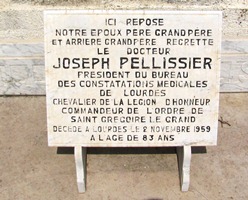 ICI REPOSE
NOTRE EPOUX PERE GRANDPÈRE
ET ARRIERE GRANDPÈRE REGRETTE
LE DOCTEUR
JOSEPH PELLISSIER
PRESIDENT DU BUREAU
DES CONSTATATIONS MEDICALES
DE LOURDES
CHEVALIER DE LA LEGION D'HONNEUR
COMMANDEUR DE L'ORDRE DE
SAINT GREGOIRE LE GRAND
DECEDE A LOURDES LE 2 NOVEMBRE 1959
A L'AGE DE 83 ANS